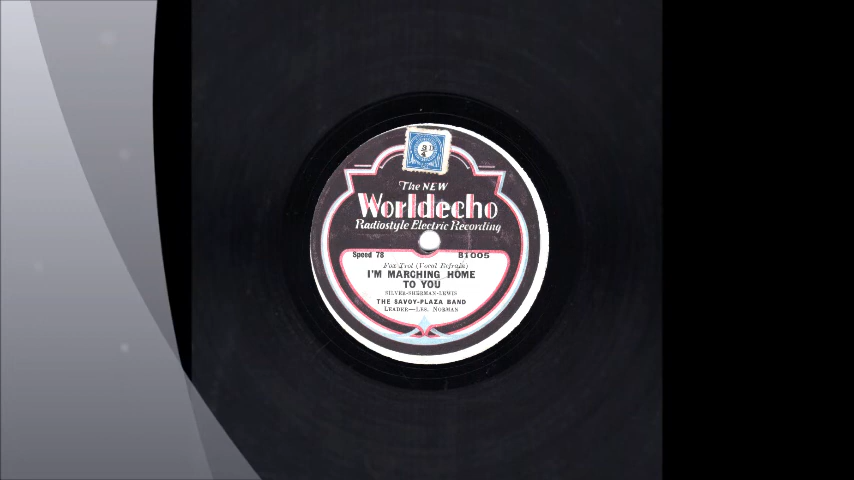 The NEW
Worldecho
Radiostyle Electric Recording
Speed 78 81005
Fox-Trot (Vocal Refrain)
I'M MARCHING HOME
TO YOU
SILVER-SHERMAN-LEWIS
THE SAVOY-PLAZA BAND
LEADER—LES. NORMAN